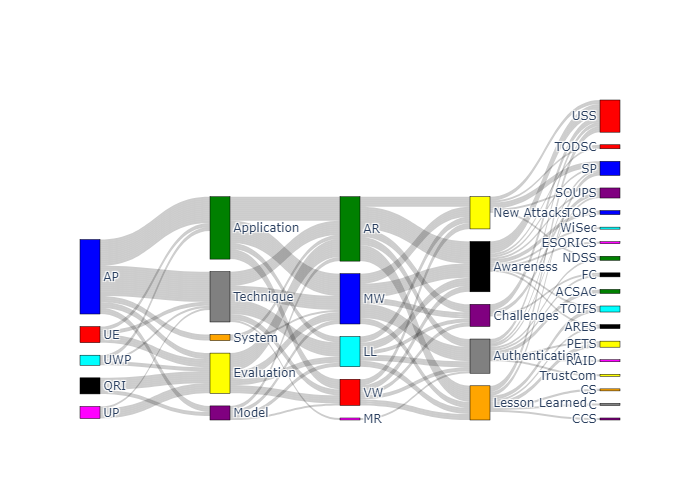 AP
UE
UWP
QRI
UP
Application
Technique
System
Evaluation
Model
AR
MW
LL
VW
MR
New Attacks
Awareness
Challenges
Authentication
Lesson Learned
USS
TODSC
SP
SOUPS
TOPS
WiSec
ESORICS
NDSS
FC
ACSAC
TOIFS
ARES
PETS
RAID
TrustCom
CS
C
CCS